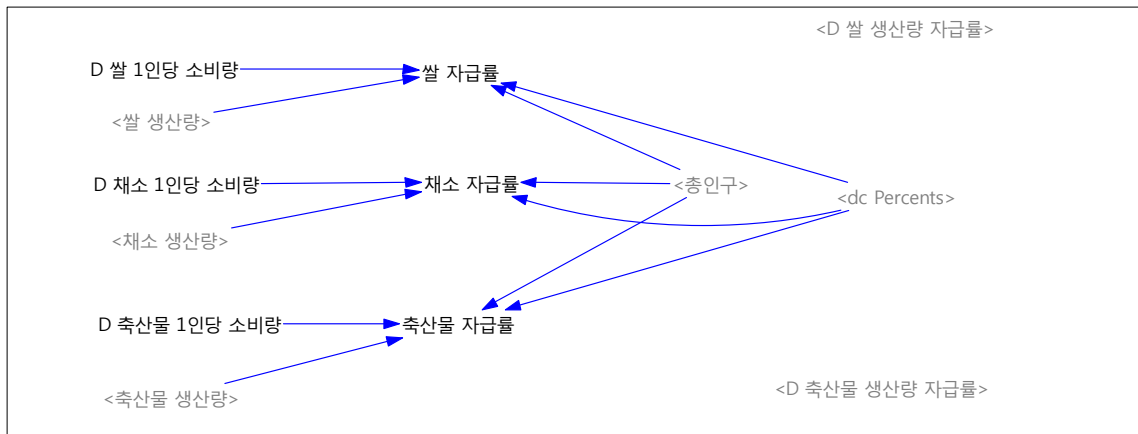 <D 쌀 생산량 자급률>
D 쌀 1인당 소비량
쌀 자급률
<쌀 생산량>
D 채소 1인당 소비량
채소 자급률
<총인구>
<dc Percents>
<채소 생산량>
D 축산물 1인당 소비량
축산물 자급률
<축산물 생산량>
<D 축산물 생산량 자급률>